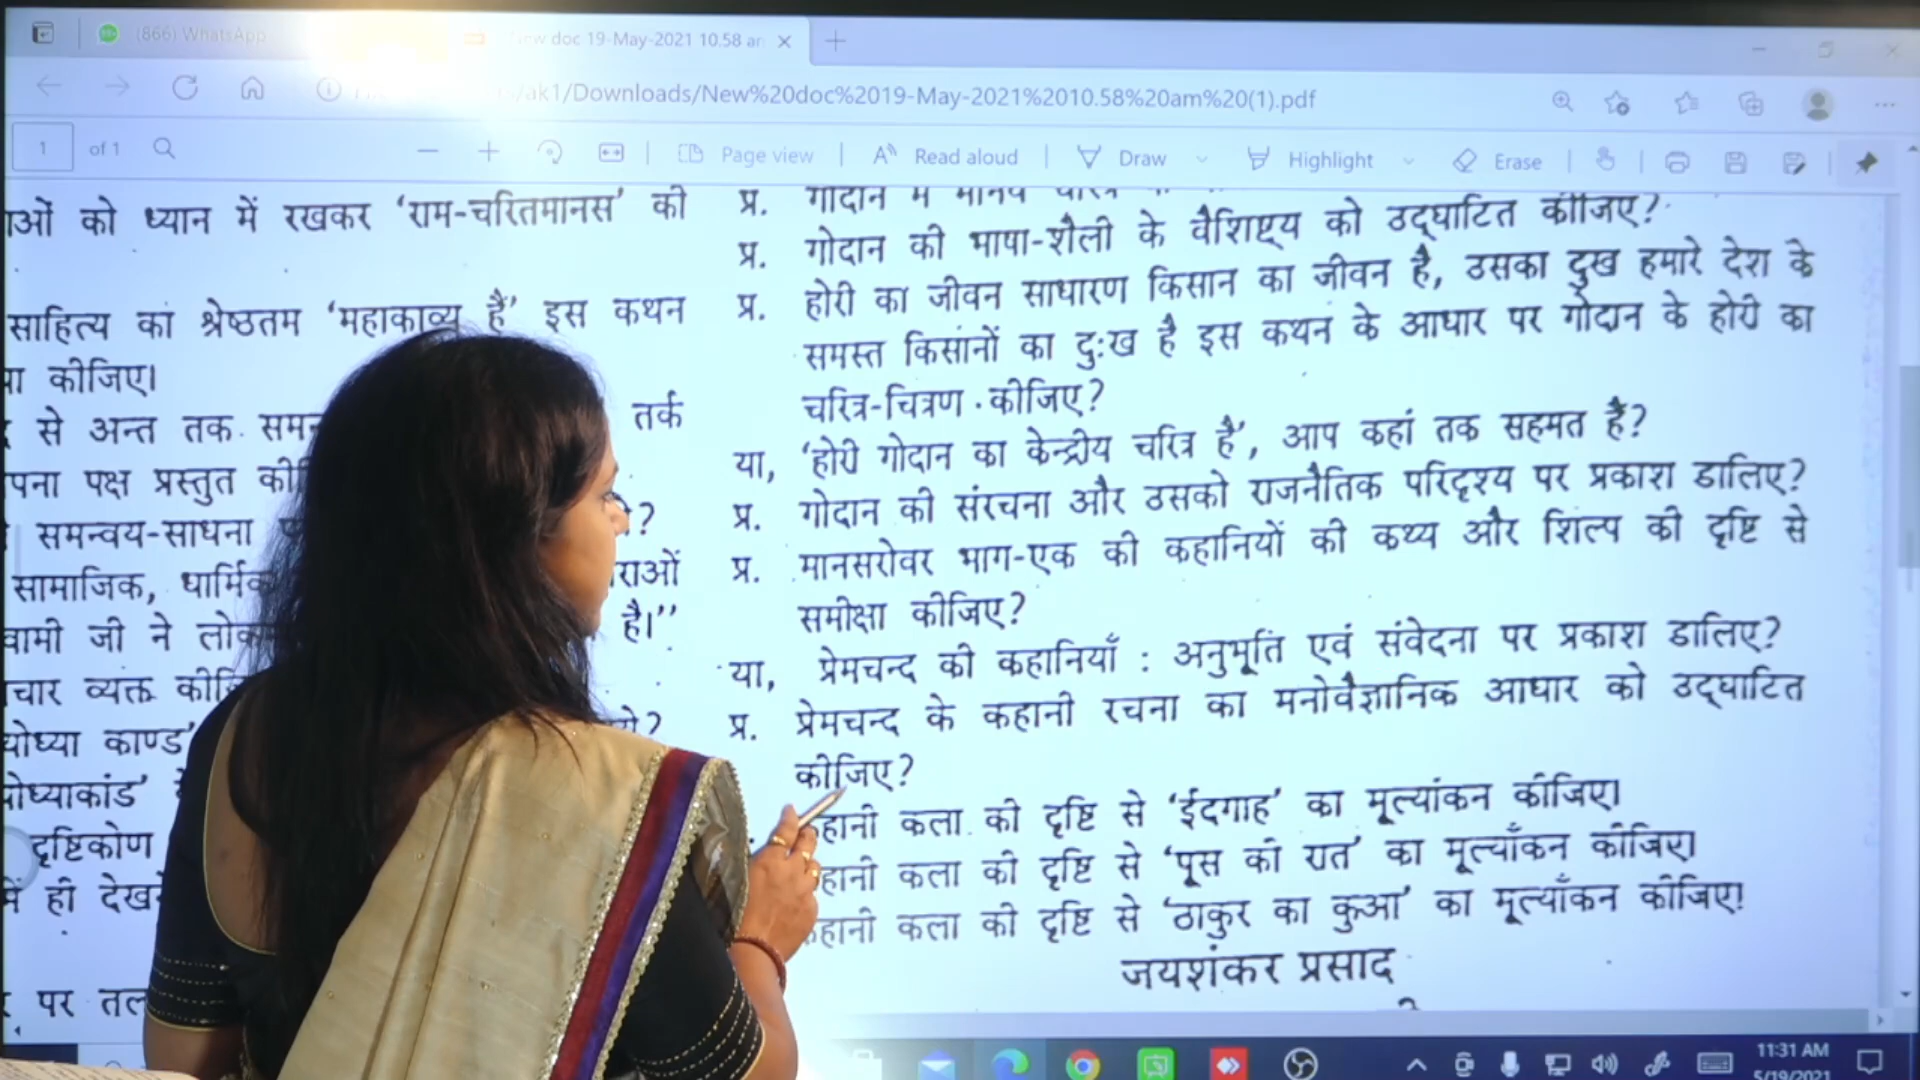 (866) WhatsApp
New doc 19-May-2021 10.58 am
/ak1/Downloads/New%20doc%2019-May-2021%2010.58%20am%20(1).pdf
1 of 1
Page view
Read aloud
Draw
Highlight
Erase
को ध्यान में रखकर ‘राम-चरितमानस’ की
साहित्य का श्रेष्ठतम ‘महाकाव्य है’ इस कथन
कीजिए।
से अन्त तक
तर्क
पक्ष प्रस्तुत
समन्वय-साधना
सामाजिक,
है।’’
जी ने
व्यक्त
काण्ड’
दृष्टिकोण
ही
पर
प्र. गोदान में मानव
प्र. गोदान की भाषा-शैली के वैशिष्ट्य को उद्घाटित कीजिए?
प्र. होरी का जीवन साधारण किसान का जीवन है, उसका दुख हमारे देश के
समस्त किसानों का दुःख है इस कथन के आधार पर गोदान के होरी का
चरित्र-चित्रण कीजिए?
या, ‘होरी गोदान का केन्द्रीय चरित्र है’, आप कहां तक सहमत हैं?
प्र. गोदान की संरचना और उसको राजनैतिक परिदृश्य पर प्रकाश डालिए?
प्र. मानसरोवर भाग-एक की कहानियों की कथ्य और शिल्प की दृष्टि से
समीक्षा कीजिए?
या, प्रेमचन्द की कहानियाँ : अनुभूति एवं संवेदना पर प्रकाश डालिए?
प्र. प्रेमचन्द के कहानी रचना का मनोवैज्ञानिक आधार को उद्घाटित
कीजिए?
कला की दृष्टि से ‘ईदगाह’ का मूल्यांकन कीजिए।
कला की दृष्टि से ‘पूस की रात’ का मूल्याँकन कीजिए।
कला की दृष्टि से ‘ठाकुर का कुआ’ का मूल्याँकन कीजिए!
जयशंकर प्रसाद
11:31 AM
5/19/2021